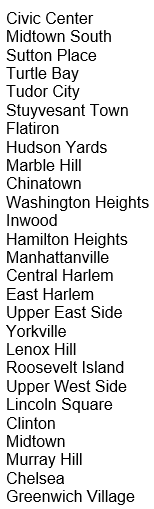 Civic Center
Midtown South
Sutton Place
Turtle Bay
Tudor City
Stuyvesant Town
Flatiron
Hudson Yards
Marble Hill
Chinatown
Washington Heights
Inwood
Hamilton Heights
Manhattanville
Central Harlem
East Harlem
Upper East Side
Yorkville
Lenox Hill
Roosevelt Island
Upper West Side
Lincoln Square
Clinton
Midtown
Murray Hill
Chelsea
Greenwich Village